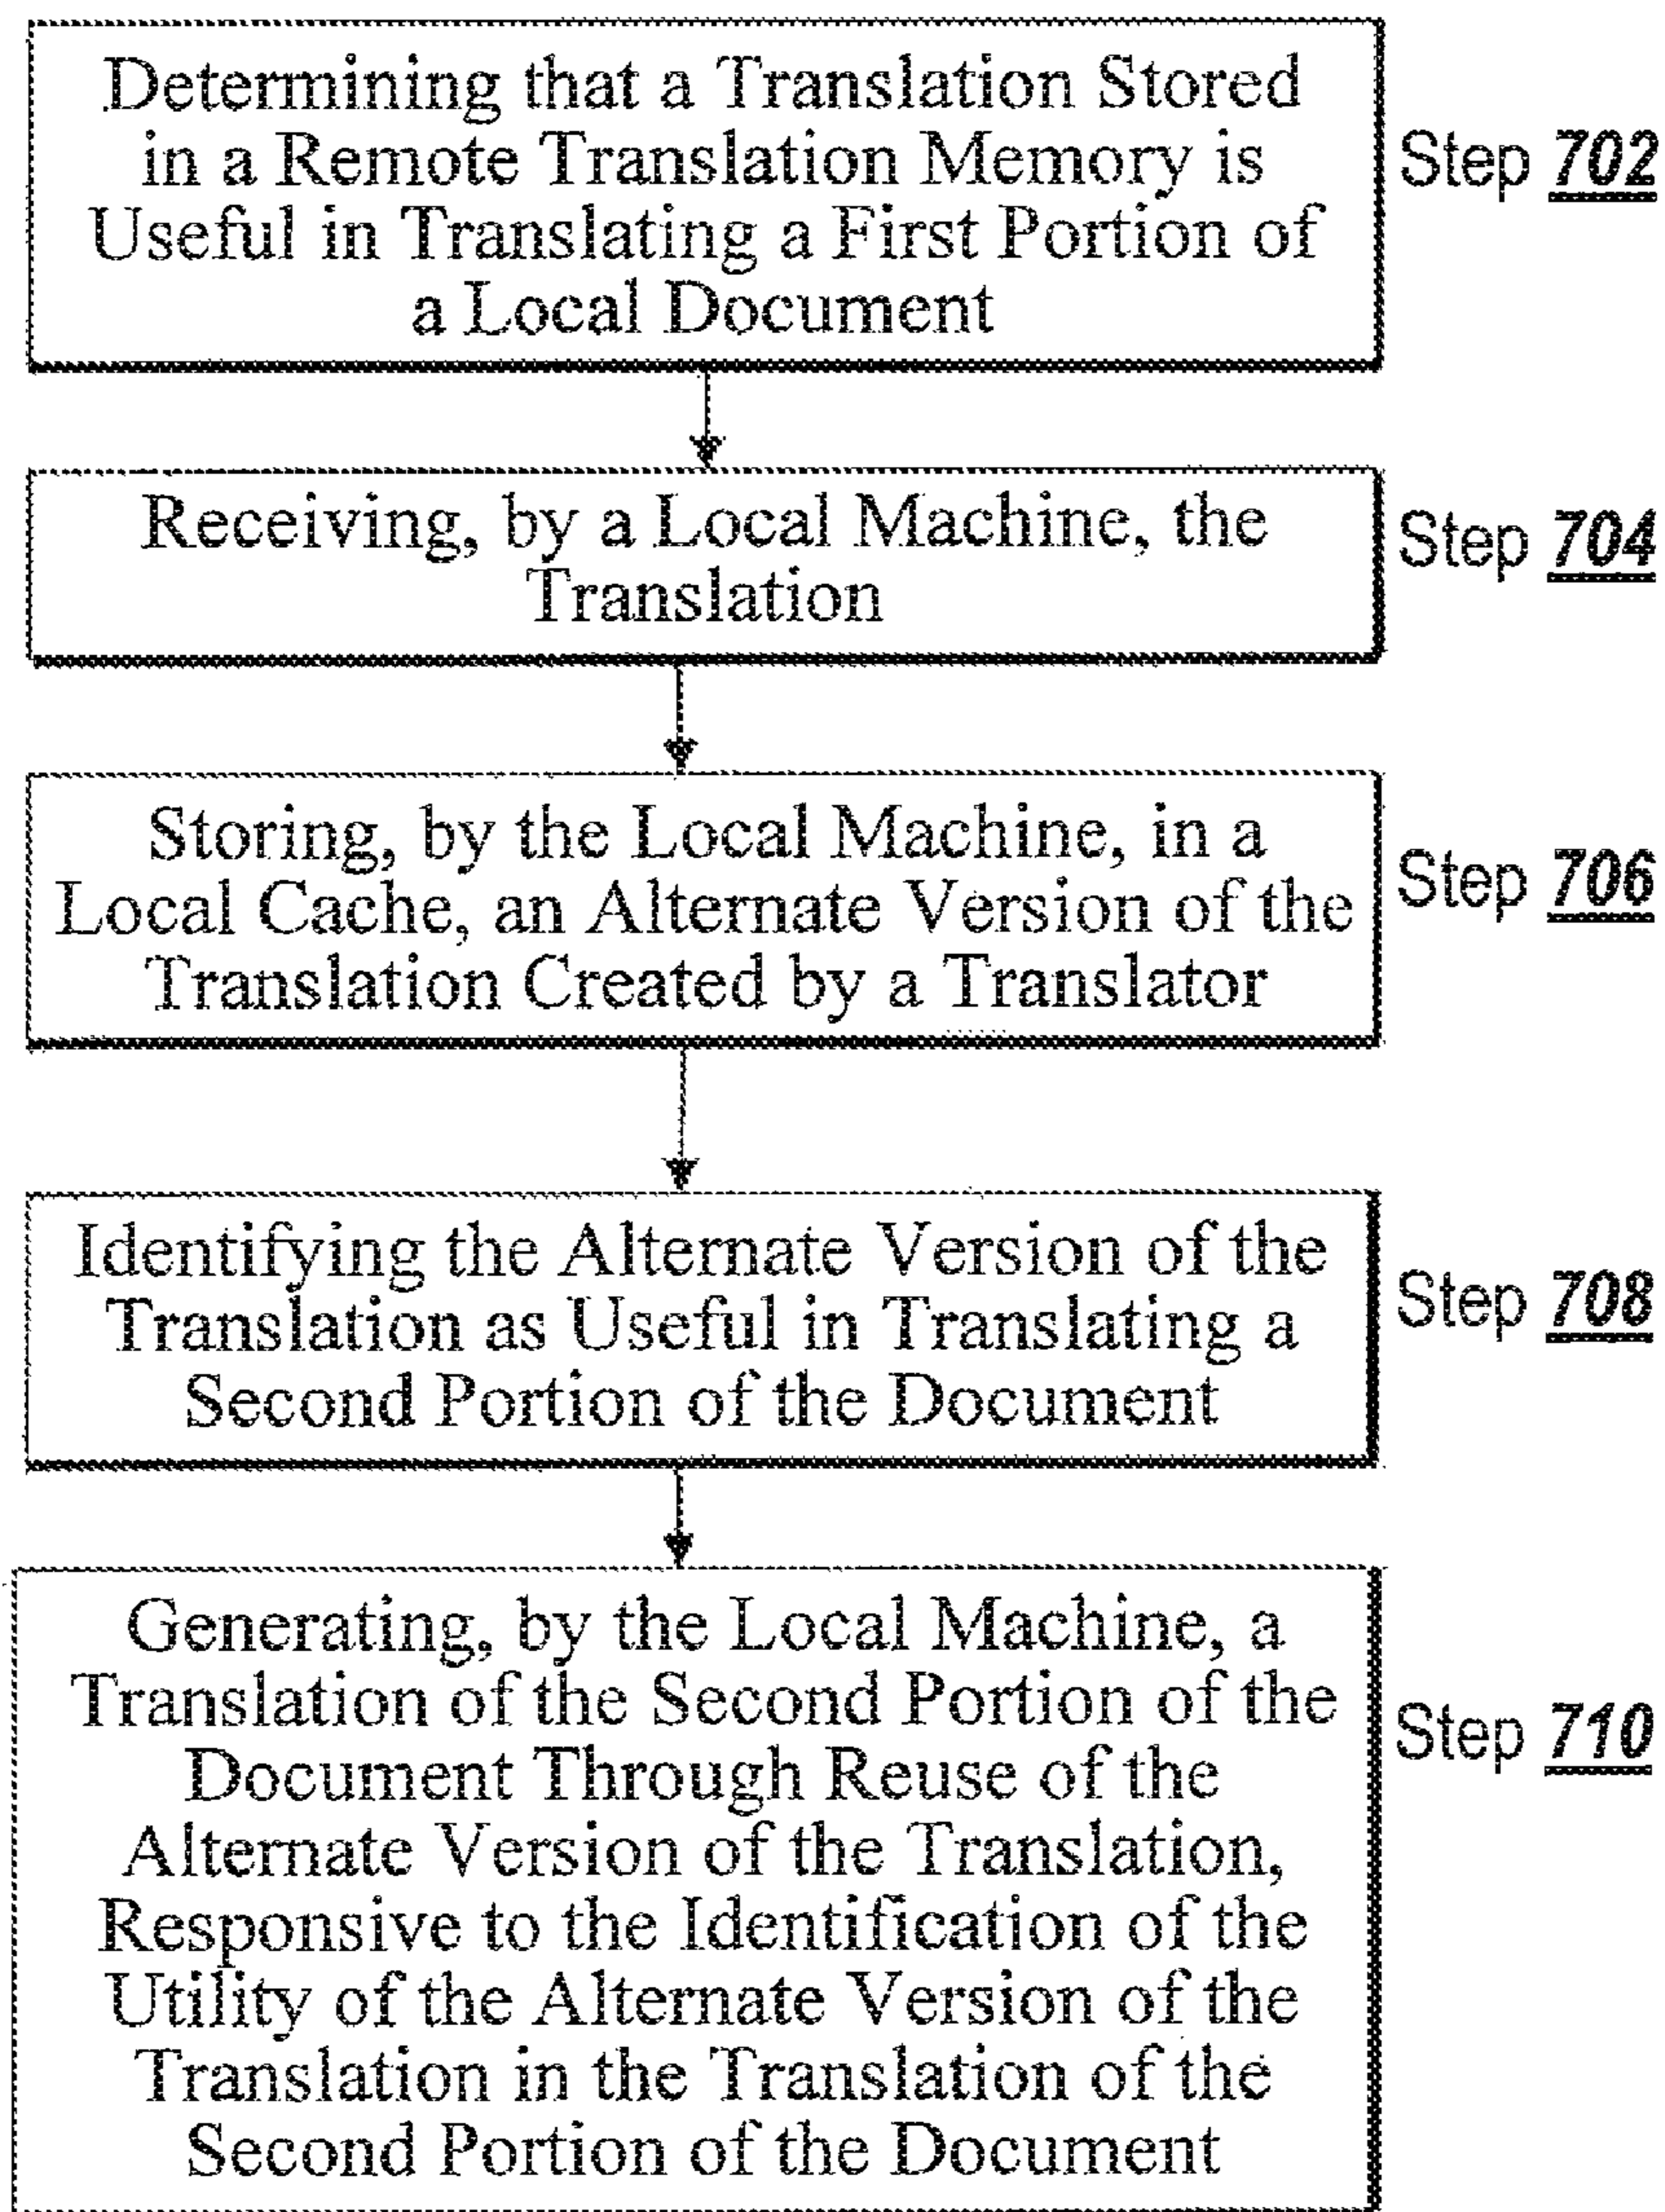 Determining that a Translation Stored
in a Remote Translation Memory is
Useful in Translating a First Portion of
a Local Document
Step 702
Receiving, by a Local Machine, the
Translation
Step 704
Storing, by the Local Machine, in a
Local Cache, an Alternate Version of the
Translation Created by a Translator
Step 706
Identifying the Alternate Version of the
Translation as Useful in Translating a
Second Portion of the Document
Step 708
Generating, by the Local Machine, a
Translation of the Second Portion of the
Document Through Reuse of the
Alternate Version of the Translation,
Responsive to the Identification of the
Utility of the Alternate Version of the
Translation in the Translation of the
Second Portion of the Document
Step 710